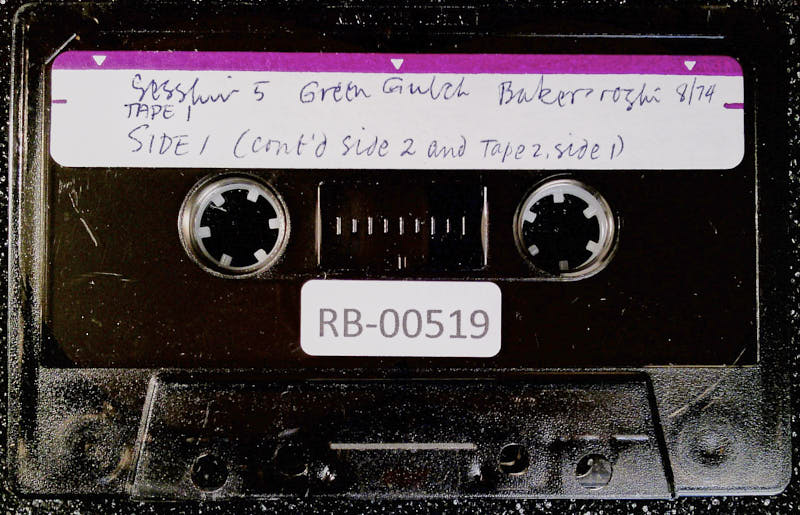 Sesshin 5 Green Gulch Baker-roshi 8/74
TAPE 1
SIDE 1 (cont'd side 2 and Tape 2, side 1)
RB-00519